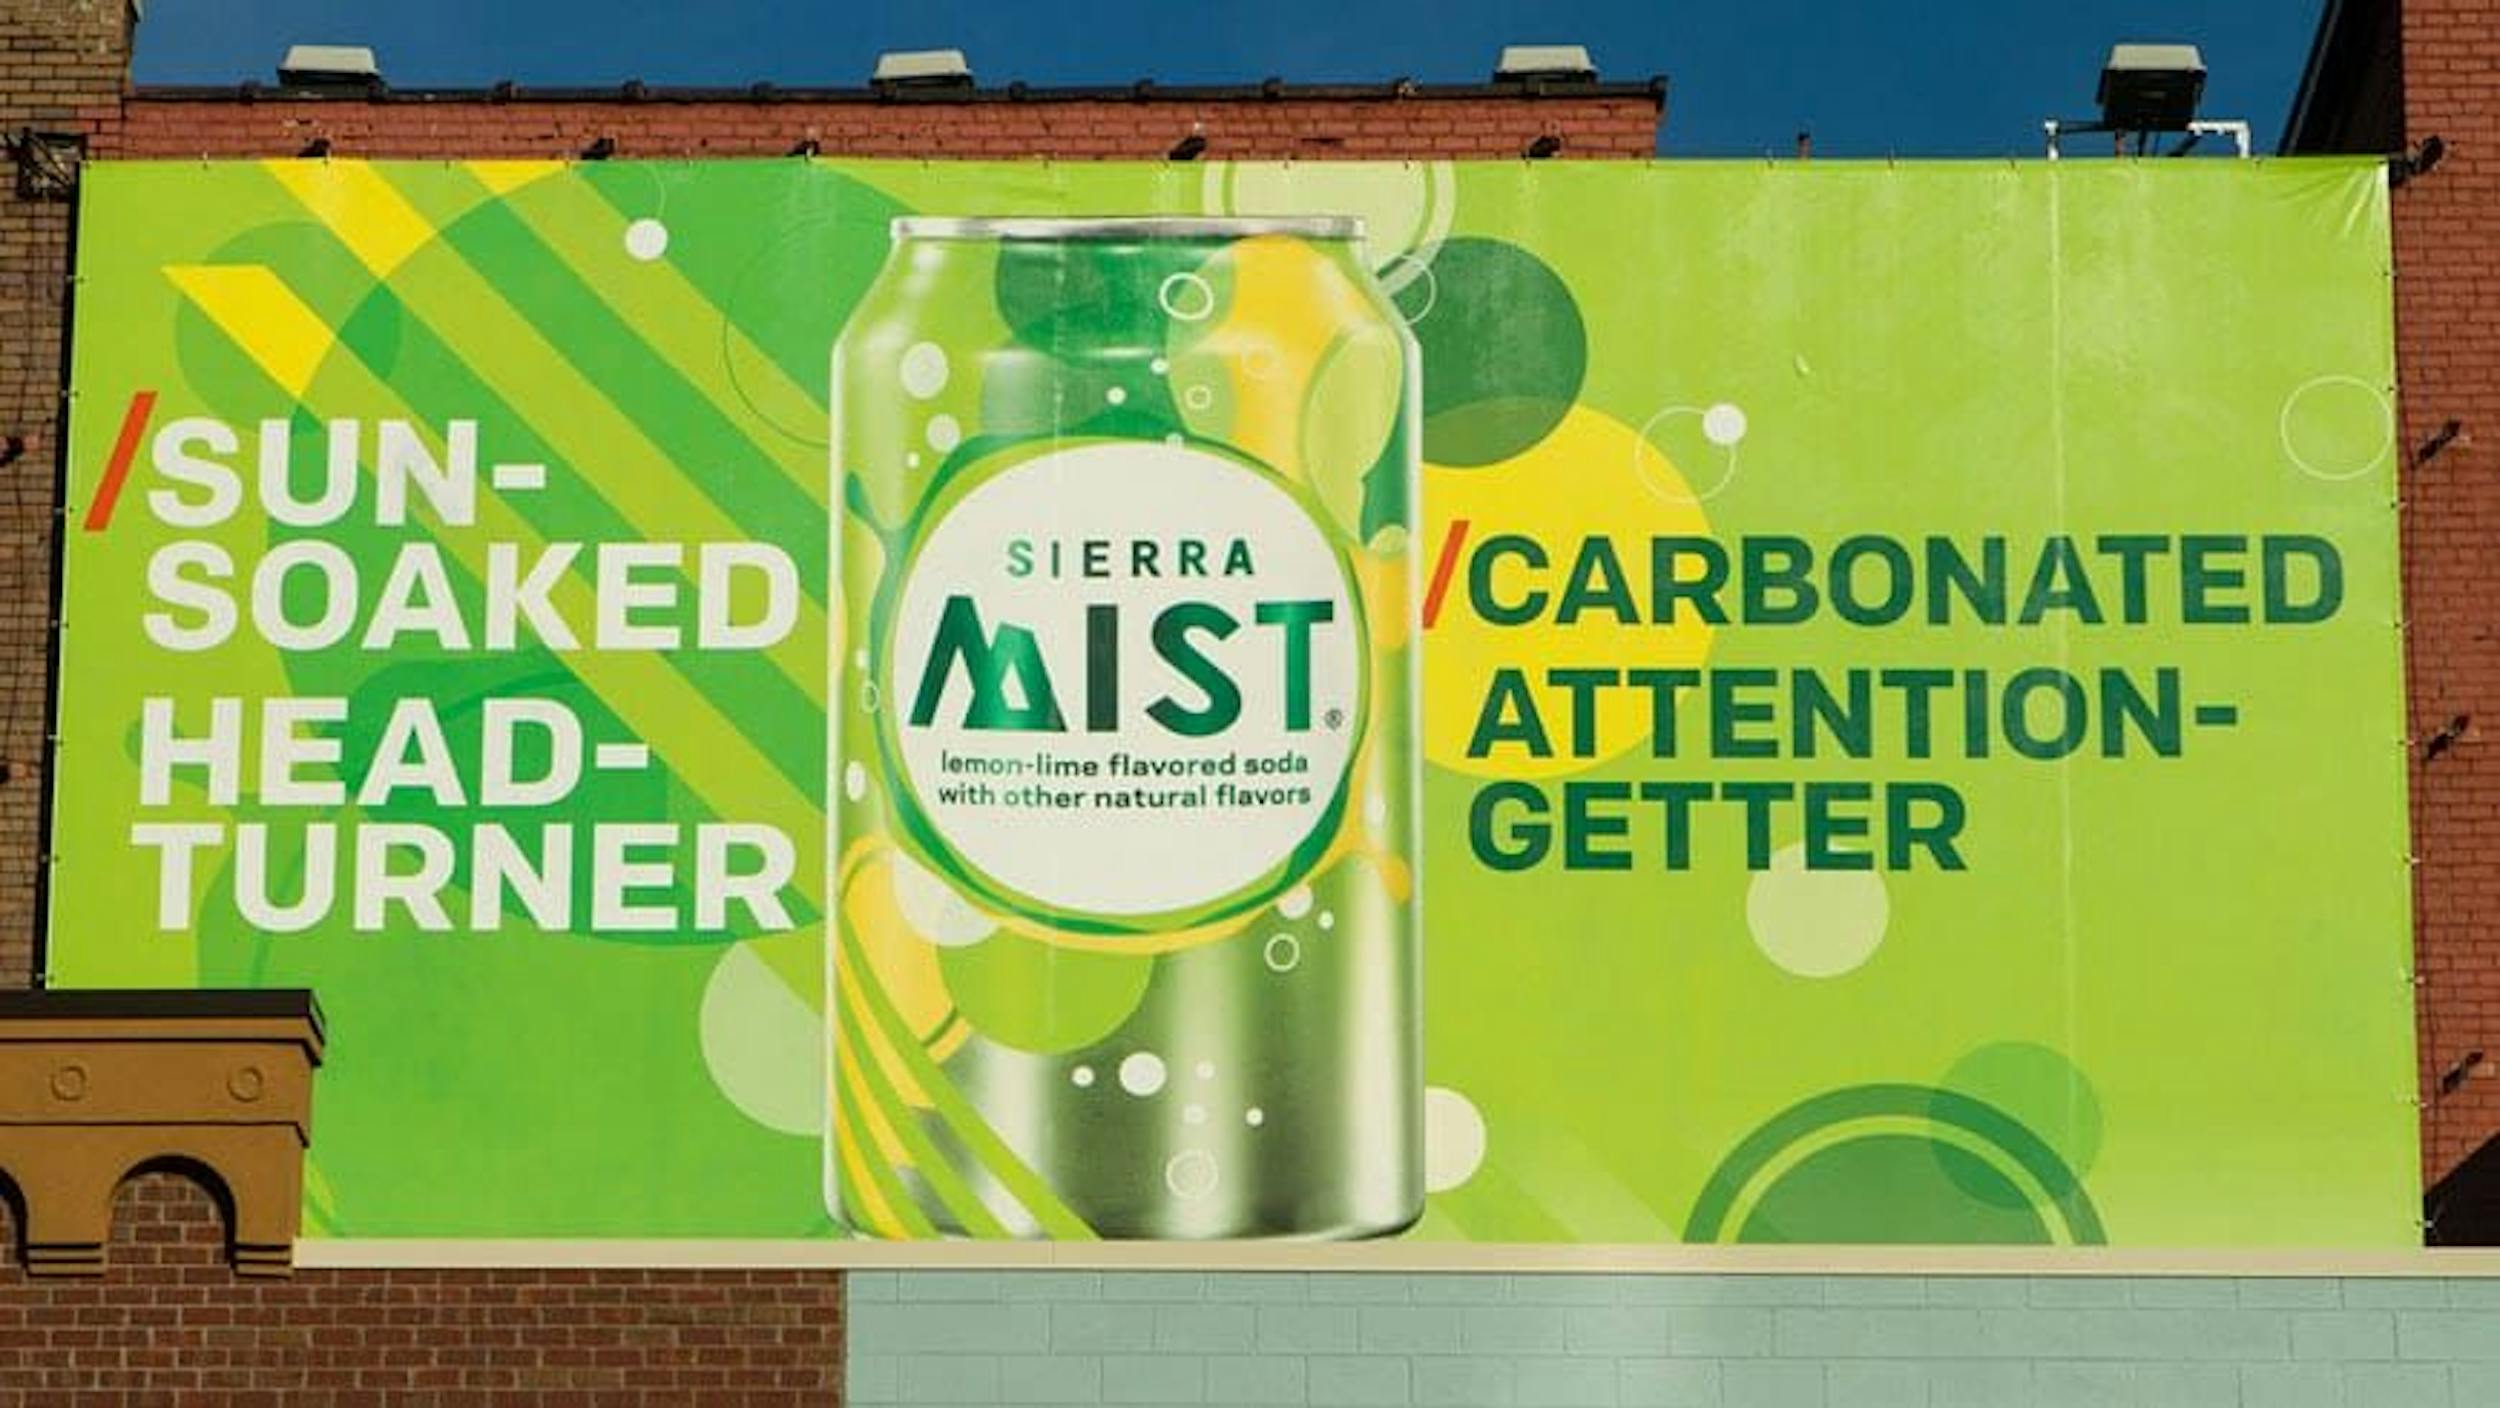 /SUN-
SOAKED
HEAD-
TURNER
SIERRA
MIST®
lemon-lime flavored soda
with other natural flavors
/CARBONATED
ATTENTION-
GETTER